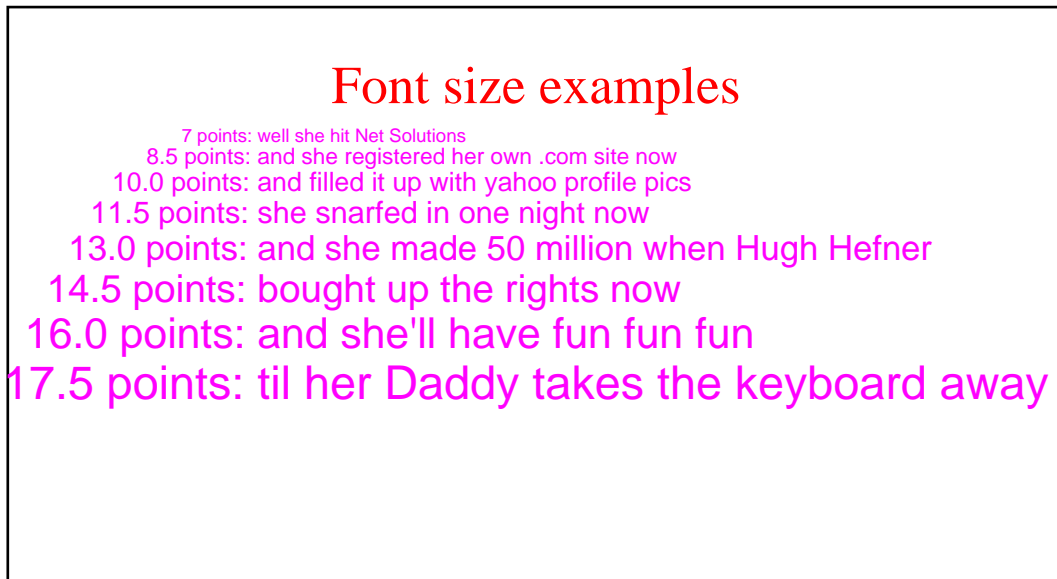 Font size examples
7 points: well she hit Net Solutions
8.5 points: and she registered her own .com site now
10.0 points: and filled it up with yahoo profile pics
11.5 points: she snarfed in one night now
13.0 points: and she made 50 million when Hugh Hefner
14.5 points: bought up the rights now
16.0 points: and she'll have fun fun fun
17.5 points: til her Daddy takes the keyboard away